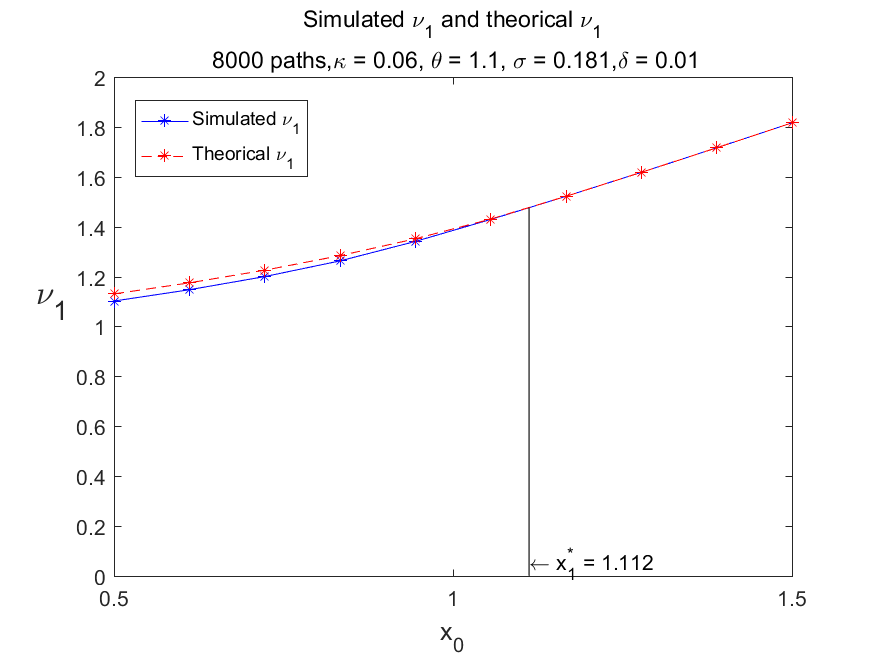 Simulated ν₁ and theorical ν₁
8000 paths,κ = 0.06, θ = 1.1, σ = 0.181,δ = 0.01
2
Simulated ν₁
Theorical ν₁
1.8
1.6
1.4
1.2
ν₁
1
0.8
0.6
0.4
0.2
0
← x₁* = 1.112
0.5
1
1.5
x₀